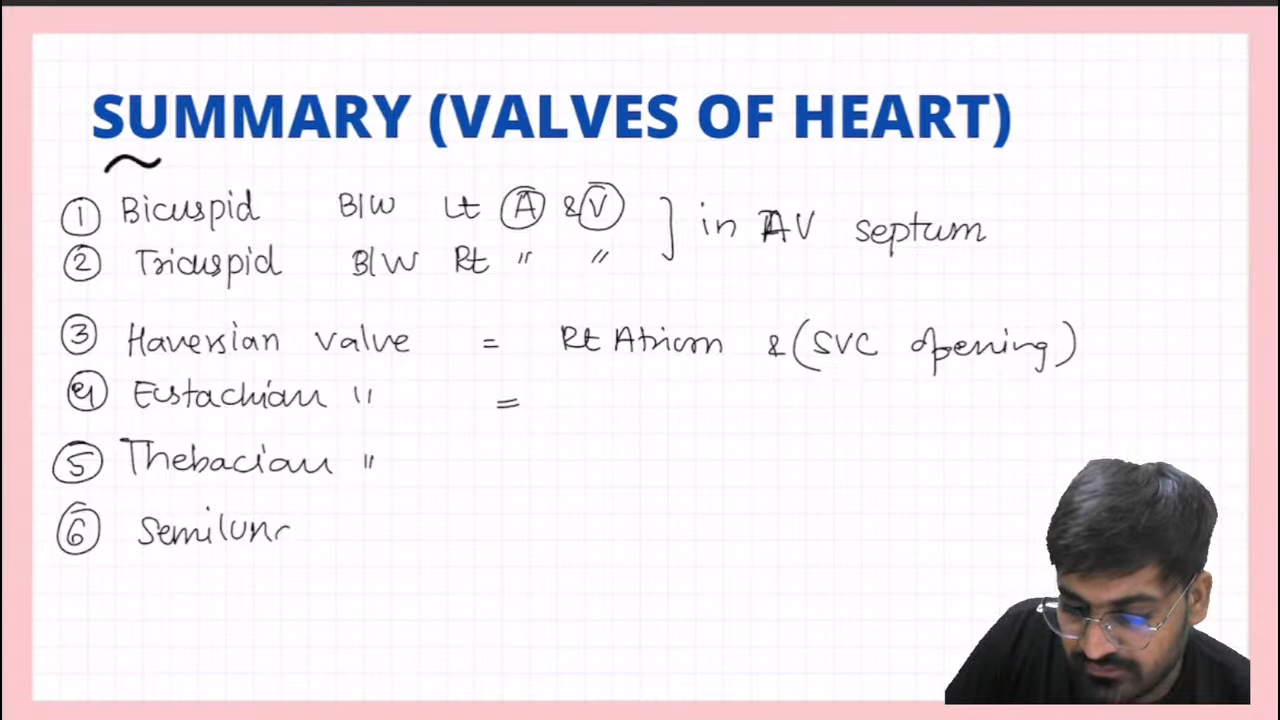 SUMMARY (VALVES OF HEART)
① Bicuspid B/W Lt A & V ] in AV septum
② Tricuspid B/W Rt " "
③ Haversian valve = Rt Atrium & (SVC opening)
④ Eustachian " =
⑤ Thebacian "
⑥ Semiluna